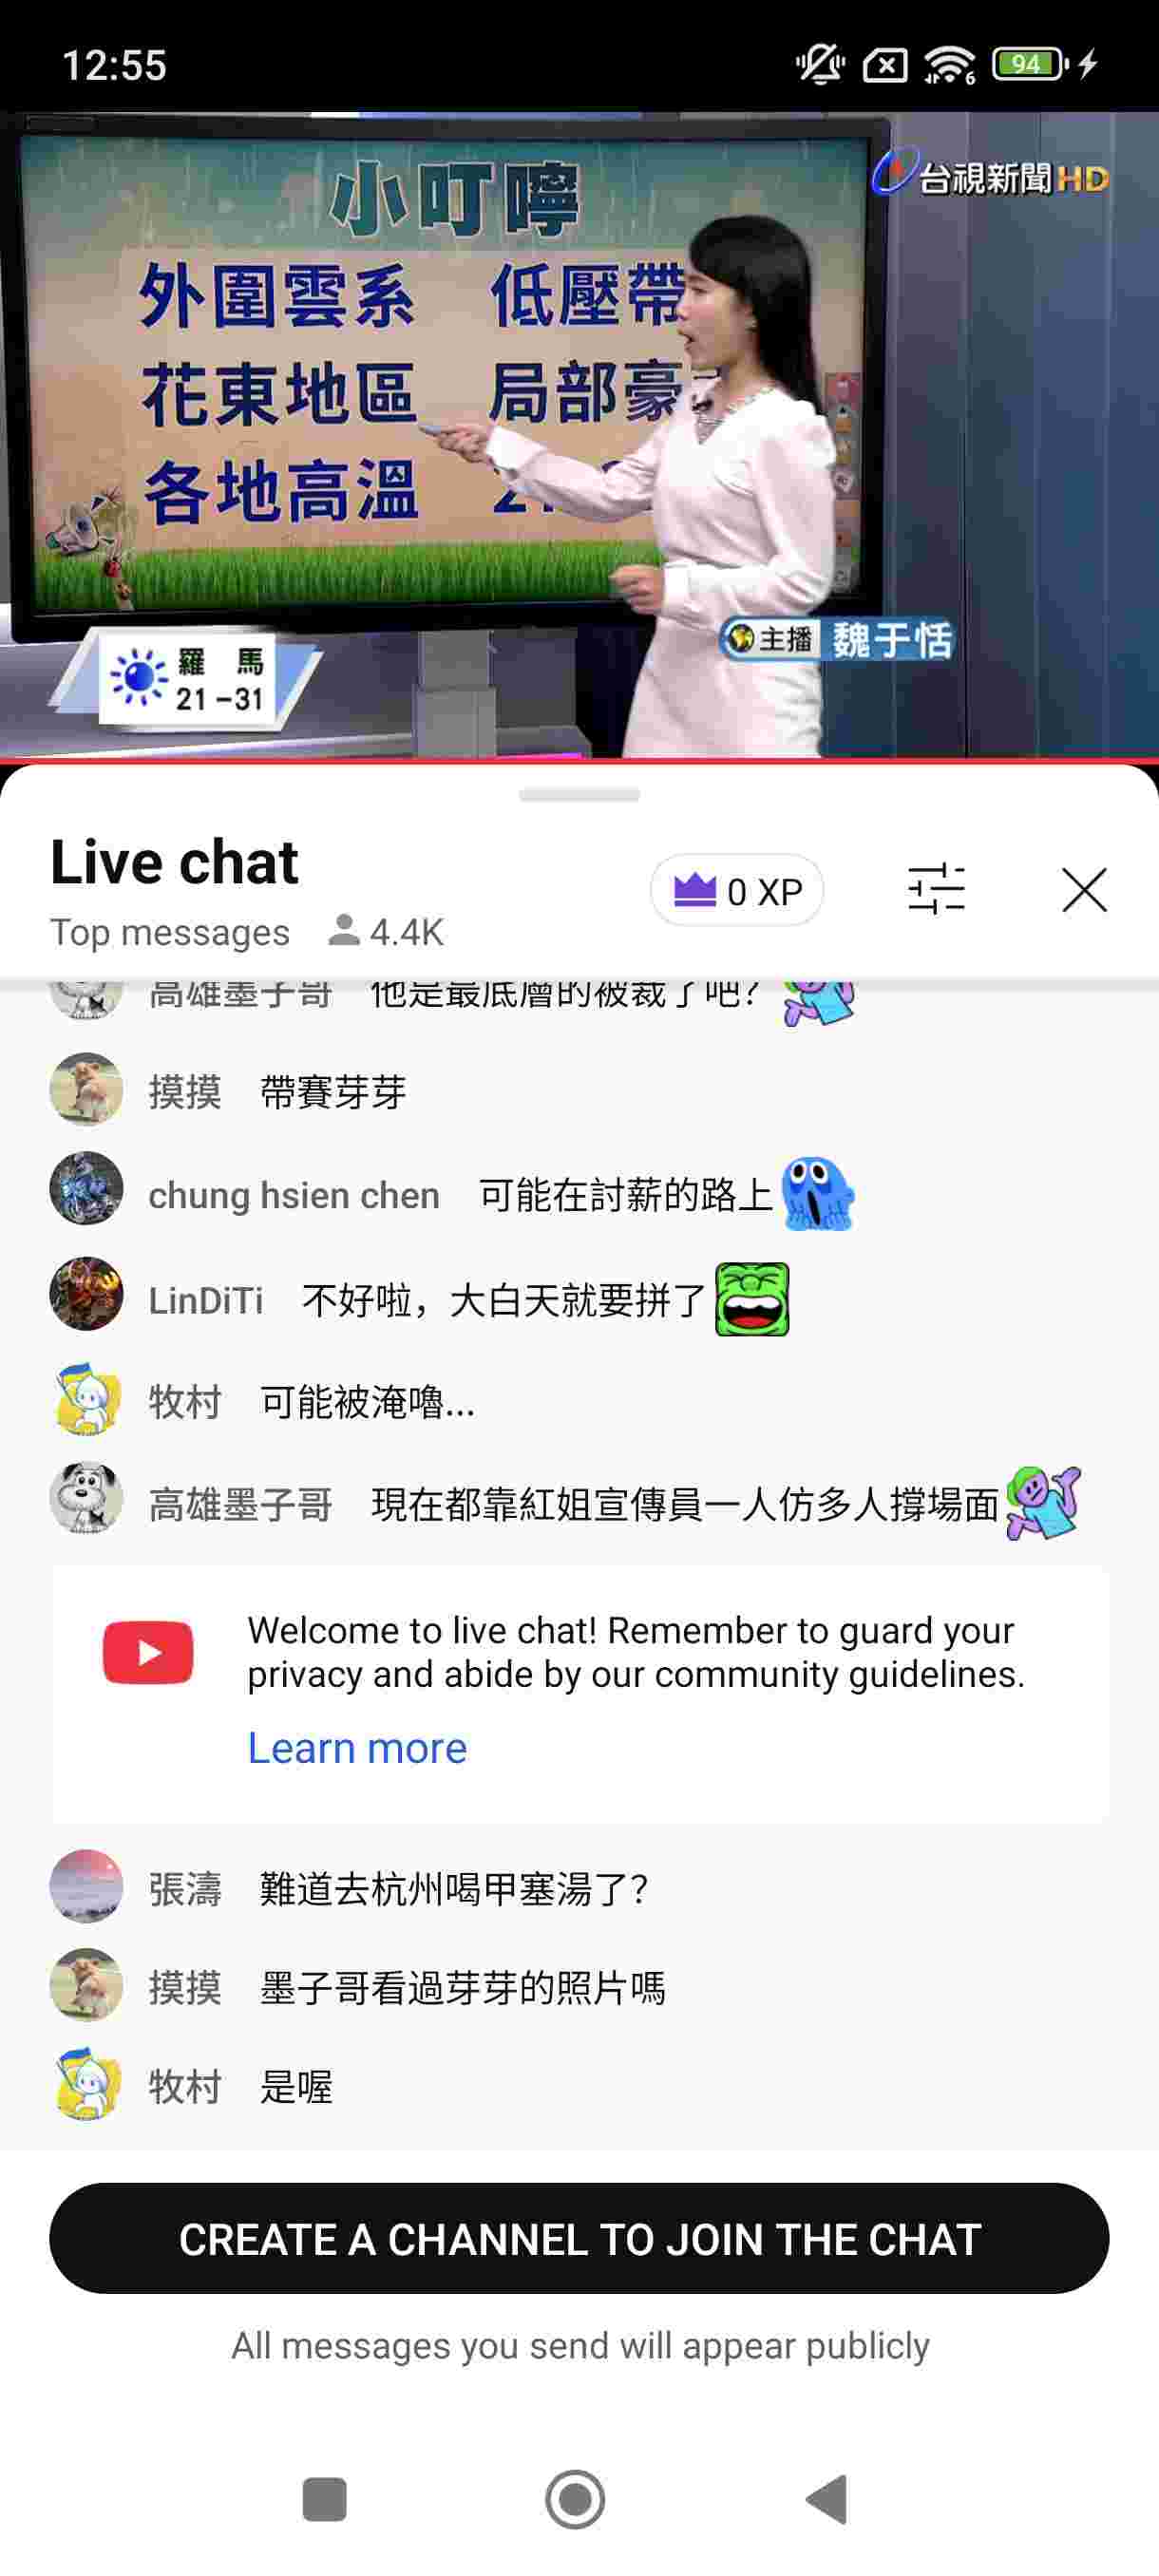 12:55
94
台視新聞HD
小叮嚀
外圍雲系 低壓帶
花東地區 局部豪
各地高溫
主播 魏于恬
羅 馬
21-31
Live chat
0 XP
Top messages 4.4K
高雄墨子哥 他是最底層的被裁了吧?
摸摸 帶賽芽芽
chung hsien chen 可能在討薪的路上
LinDiTi 不好啦，大白天就要拼了
牧村 可能被淹嚕...
高雄墨子哥 現在都靠紅姐宣傳員一人仿多人撐場面
Welcome to live chat! Remember to guard your
privacy and abide by our community guidelines.
Learn more
張濤 難道去杭州喝甲塞湯了?
摸摸 墨子哥看過芽芽的照片嗎
牧村 是喔
CREATE A CHANNEL TO JOIN THE CHAT
All messages you send will appear publicly